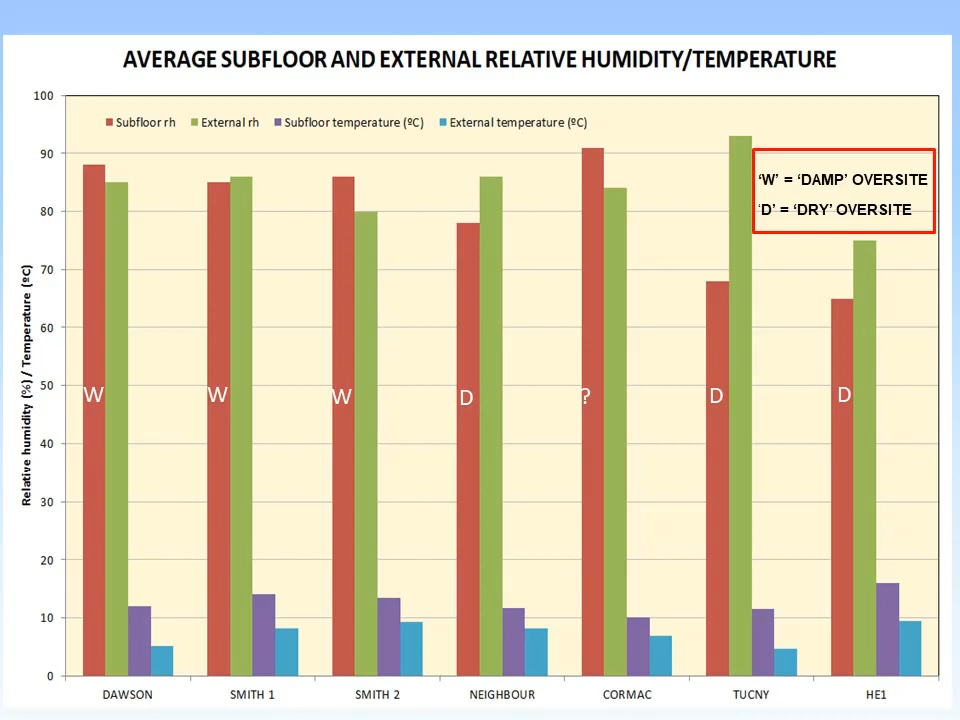 AVERAGE SUBFLOOR AND EXTERNAL RELATIVE HUMIDITY/TEMPERATURE
Subfloor rh External rh Subfloor temperature (ºC) External temperature (ºC)
‘W’ = ‘DAMP’ OVERSITE
‘D’ = ‘DRY’ OVERSITE
Relative humidity (%) / Temperature (ºC)
100
90
80
70
60
50
40
30
20
10
0
W W W D ? D D
DAWSON SMITH 1 SMITH 2 NEIGHBOUR CORMAC TUCNY HE1